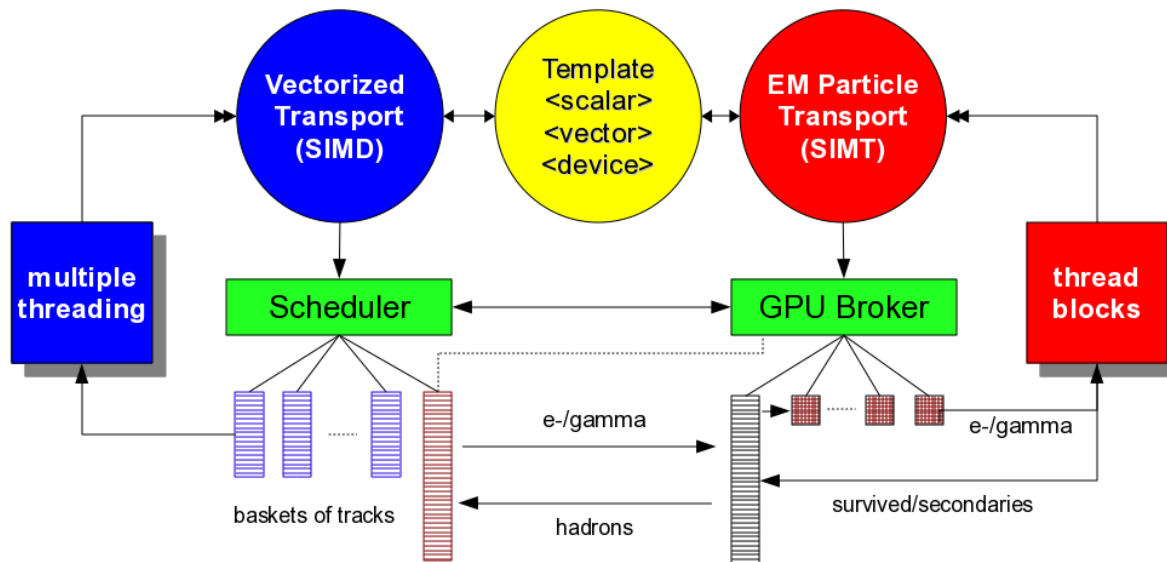 Vectorized
Transport
(SIMD)
Template
<scalar>
<vector>
<device>
EM Particle
Transport
(SIMT)
multiple
threading
Scheduler
GPU Broker
thread
blocks
e-/gamma
e-/gamma
baskets of tracks
hadrons
survived/secondaries